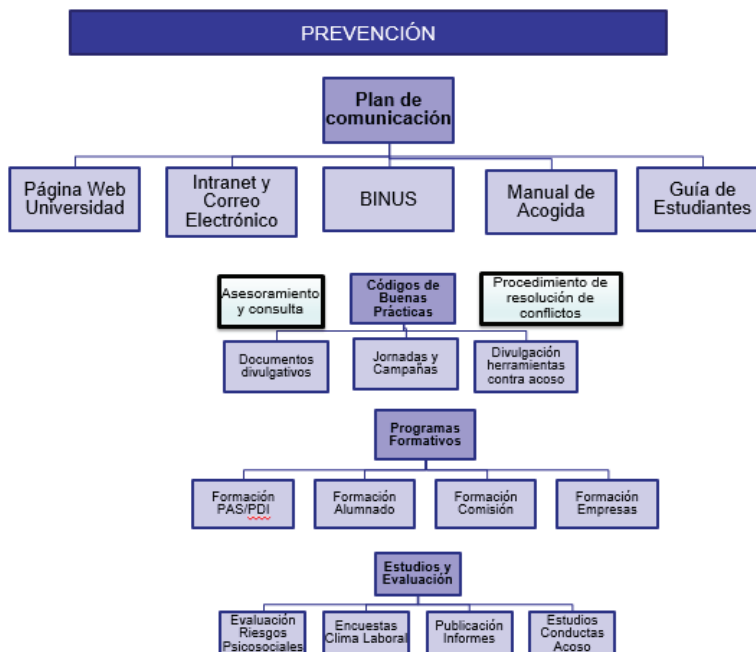 PREVENCIÓN
Plan de
comunicación
Página Web
Universidad
Intranet y
Correo
Electrónico
BINUS
Manual de
Acogida
Guía de
Estudiantes
Asesoramiento
y consulta
Códigos de
Buenas
Prácticas
Procedimiento de
resolución de
conflictos
Documentos
divulgativos
Jornadas y
Campañas
Divulgación
herramientas
contra acoso
Programas
Formativos
Formación
PAS/PDI
Formación
Alumnado
Formación
Comisión
Formación
Empresas
Estudios y
Evaluación
Evaluación
Riesgos
Psicosociales
Encuestas
Clima Laboral
Publicación
Informes
Estudios
Conductas
Acoso